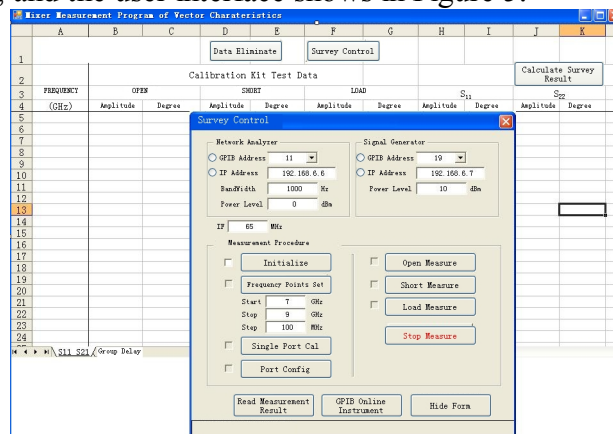 and the user interface shows in Figure 5.
Mixer Measurement Program of Vector Charateristics
A B C D E F G H I J K
Data Eliminate Survey Control
1
Calibration Kit Test Data Calculate Survey Result
2
3 FREQUENCY OPEN SHORT LOAD S11 S22
4 (GHz) Amplitude Degree Amplitude Degree Amplitude Degree Amplitude Degree Amplitude Degree
5
6
7
8
9
10
11
12
13
14
15
16
17
18
19
20
21
22
23
24
Survey Control
Network Analyzer Signal Generator
GPIB Address 11 GPIB Address 19
IP Address 192.168.6.6 IP Address 192.168.6.7
BandWidth 1000 Hz Power Level 10 dBm
Power Level 0 dBm
IF 65 MHz
Measurement Procedure
Initialize Open Measure
Frequency Points Set Short Measure
Start 7 GHz Load Measure
Stop 9 GHz
Step 100 MHz Stop Measure
Single Port Cal
Port Config
Read Measurement Result GPIB Online Instrument Hide Form
S11 S21 Group Delay